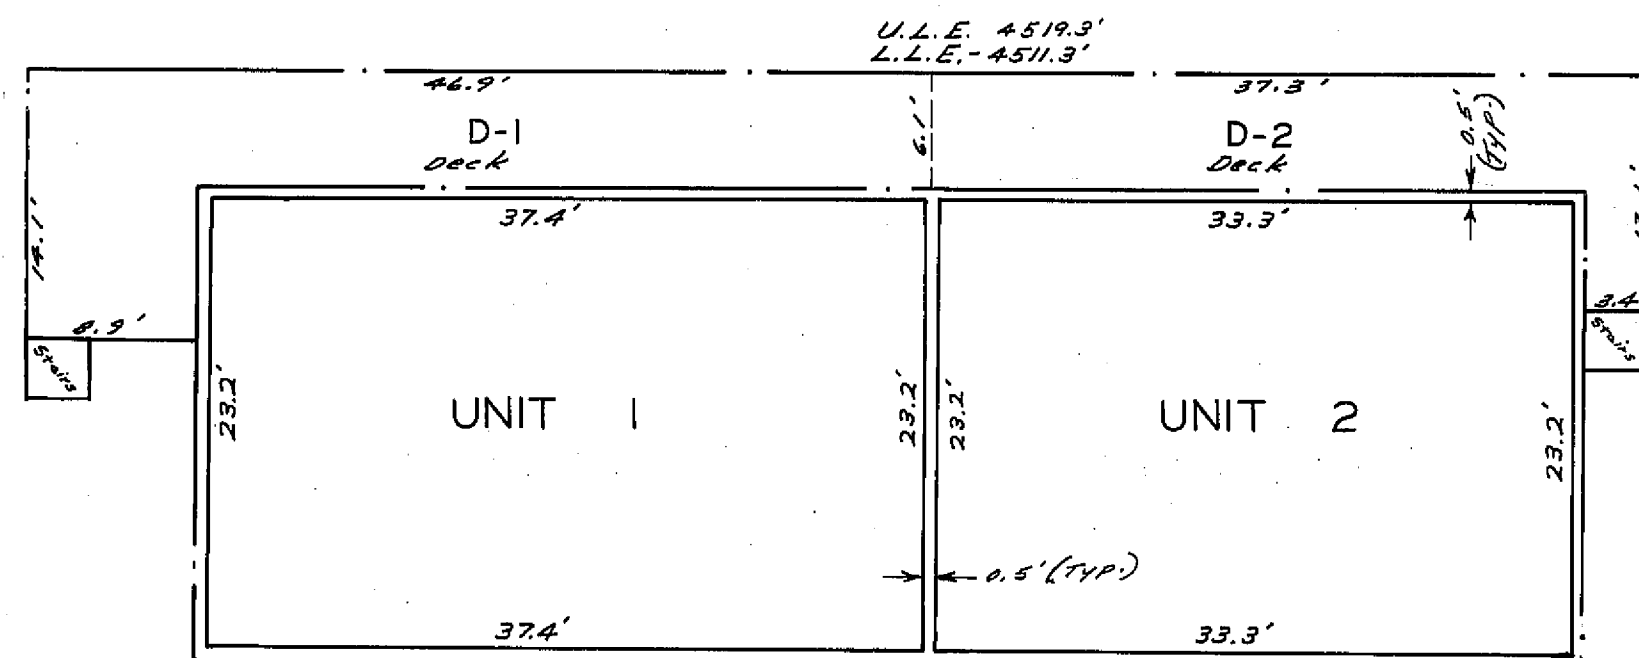 U.L.E. 4519.3'
L.L.E.-4511.3'
46.9'
37.3'
D-1
Deck
6.1'
D-2
Deck
0.5'
(TYP.)
37.4'
33.3'
14.1'
8.9'
Stairs
3.4
Stairs
23.2'
UNIT 1
23.2'
23.2'
UNIT 2
23.2'
0.5' (TYP.)
37.4'
33.3'